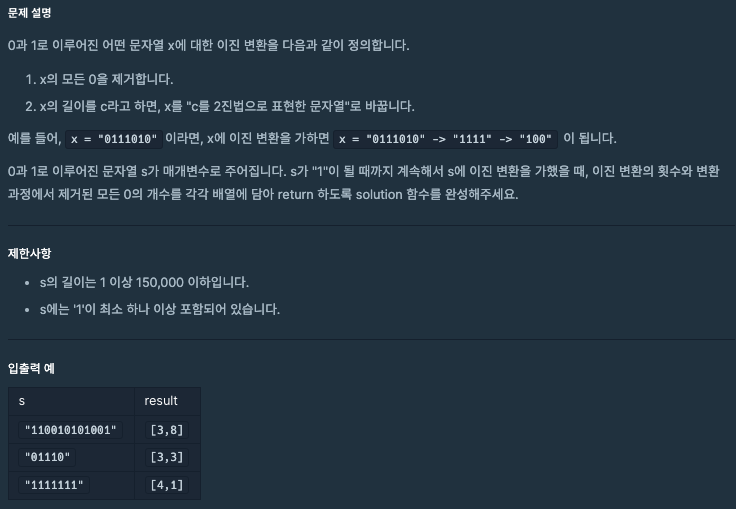 문제 설명
0과 1로 이루어진 어떤 문자열 x에 대한 이진 변환을 다음과 같이 정의합니다.
1. x의 모든 0을 제거합니다.
2. x의 길이를 c라고 하면, x를 "c를 2진법으로 표현한 문자열"로 바꿉니다.
예를 들어, x = "0111010" 이라면, x에 이진 변환을 가하면 x = "0111010" -> "1111" -> "100" 이 됩니다.
0과 1로 이루어진 문자열 s가 매개변수로 주어집니다. s가 "1"이 될 때까지 계속해서 s에 이진 변환을 가했을 때, 이진 변환의 횟수와 변환
과정에서 제거된 모든 0의 개수를 각각 배열에 담아 return 하도록 solution 함수를 완성해주세요.
제한사항
• s의 길이는 1 이상 150,000 이하입니다.
• s에는 '1'이 최소 하나 이상 포함되어 있습니다.
입출력 예
s result
"110010101001" [3,8]
"01110" [3,3]
"1111111" [4,1]